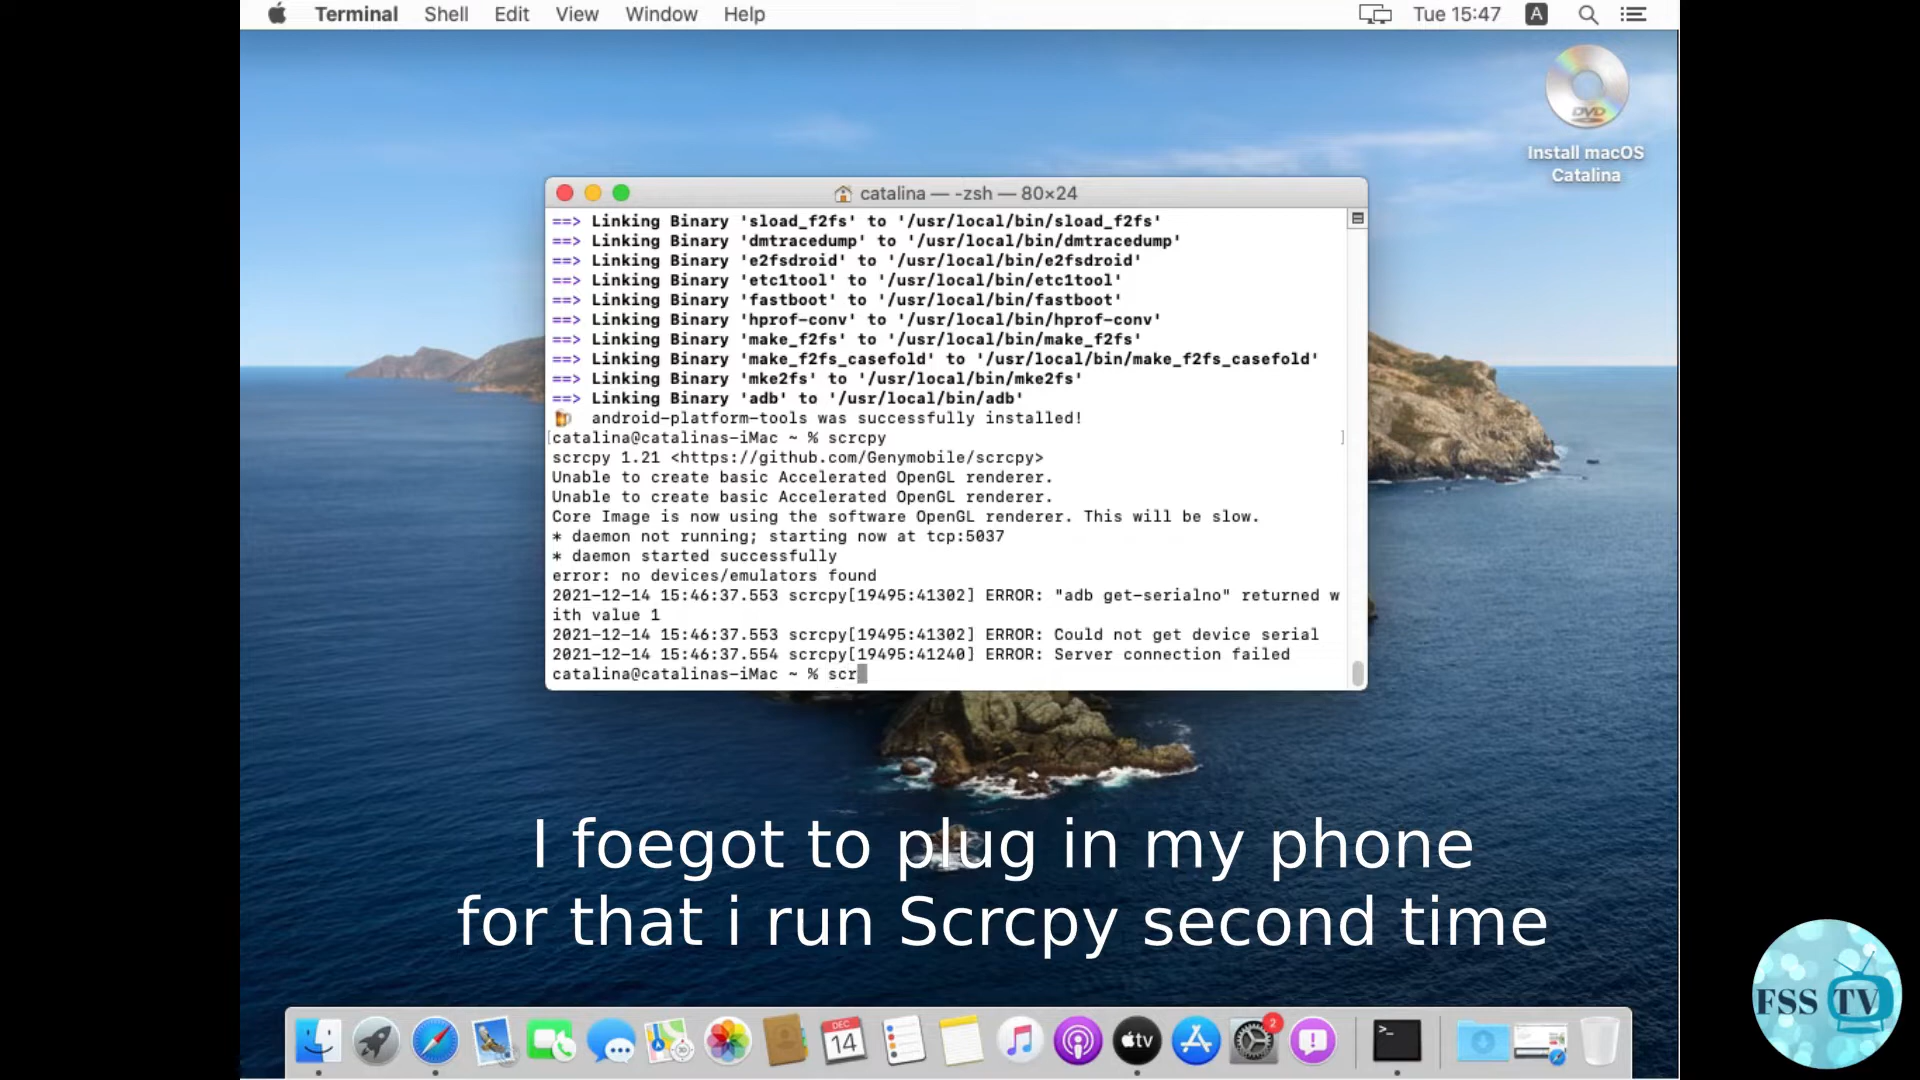 Terminal Shell Edit View Window Help Tue 15:47 A
DVD
Install macOS
Catalina
catalina — -zsh — 80×24
==> Linking Binary 'sload_f2fs' to '/usr/local/bin/sload_f2fs'
==> Linking Binary 'dmtracedump' to '/usr/local/bin/dmtracedump'
==> Linking Binary 'e2fsdroid' to '/usr/local/bin/e2fsdroid'
==> Linking Binary 'etc1tool' to '/usr/local/bin/etc1tool'
==> Linking Binary 'fastboot' to '/usr/local/bin/fastboot'
==> Linking Binary 'hprof-conv' to '/usr/local/bin/hprof-conv'
==> Linking Binary 'make_f2fs' to '/usr/local/bin/make_f2fs'
==> Linking Binary 'make_f2fs_casefold' to '/usr/local/bin/make_f2fs_casefold'
==> Linking Binary 'mke2fs' to '/usr/local/bin/mke2fs'
==> Linking Binary 'adb' to '/usr/local/bin/adb'
🍺  android-platform-tools was successfully installed!
[catalina@catalinas-iMac ~ % scrcpy ]
scrcpy 1.21 <https://github.com/Genymobile/scrcpy>
Unable to create basic Accelerated OpenGL renderer.
Unable to create basic Accelerated OpenGL renderer.
Core Image is now using the software OpenGL renderer. This will be slow.
* daemon not running; starting now at tcp:5037
* daemon started successfully
error: no devices/emulators found
2021-12-14 15:46:37.553 scrcpy[19495:41302] ERROR: "adb get-serialno" returned w
ith value 1
2021-12-14 15:46:37.553 scrcpy[19495:41302] ERROR: Could not get device serial
2021-12-14 15:46:37.554 scrcpy[19495:41240] ERROR: Server connection failed
catalina@catalinas-iMac ~ % scr
I foegot to plug in my phone
for that i run Scrcpy second time
FSS TV
DEC
14
tv
2
>_